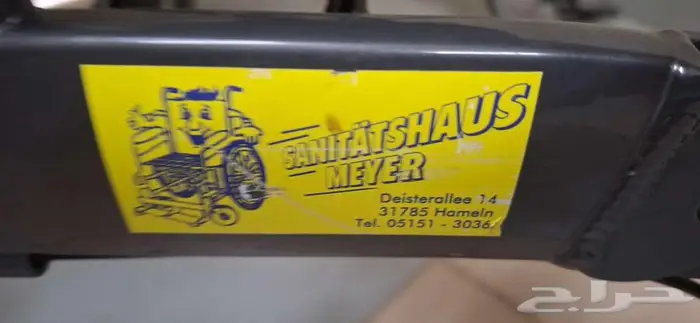 SANITÄTSHAUS
MEYER
Deisterallee 14
31785 Hameln
Tel. 05151 - 3036
حراج